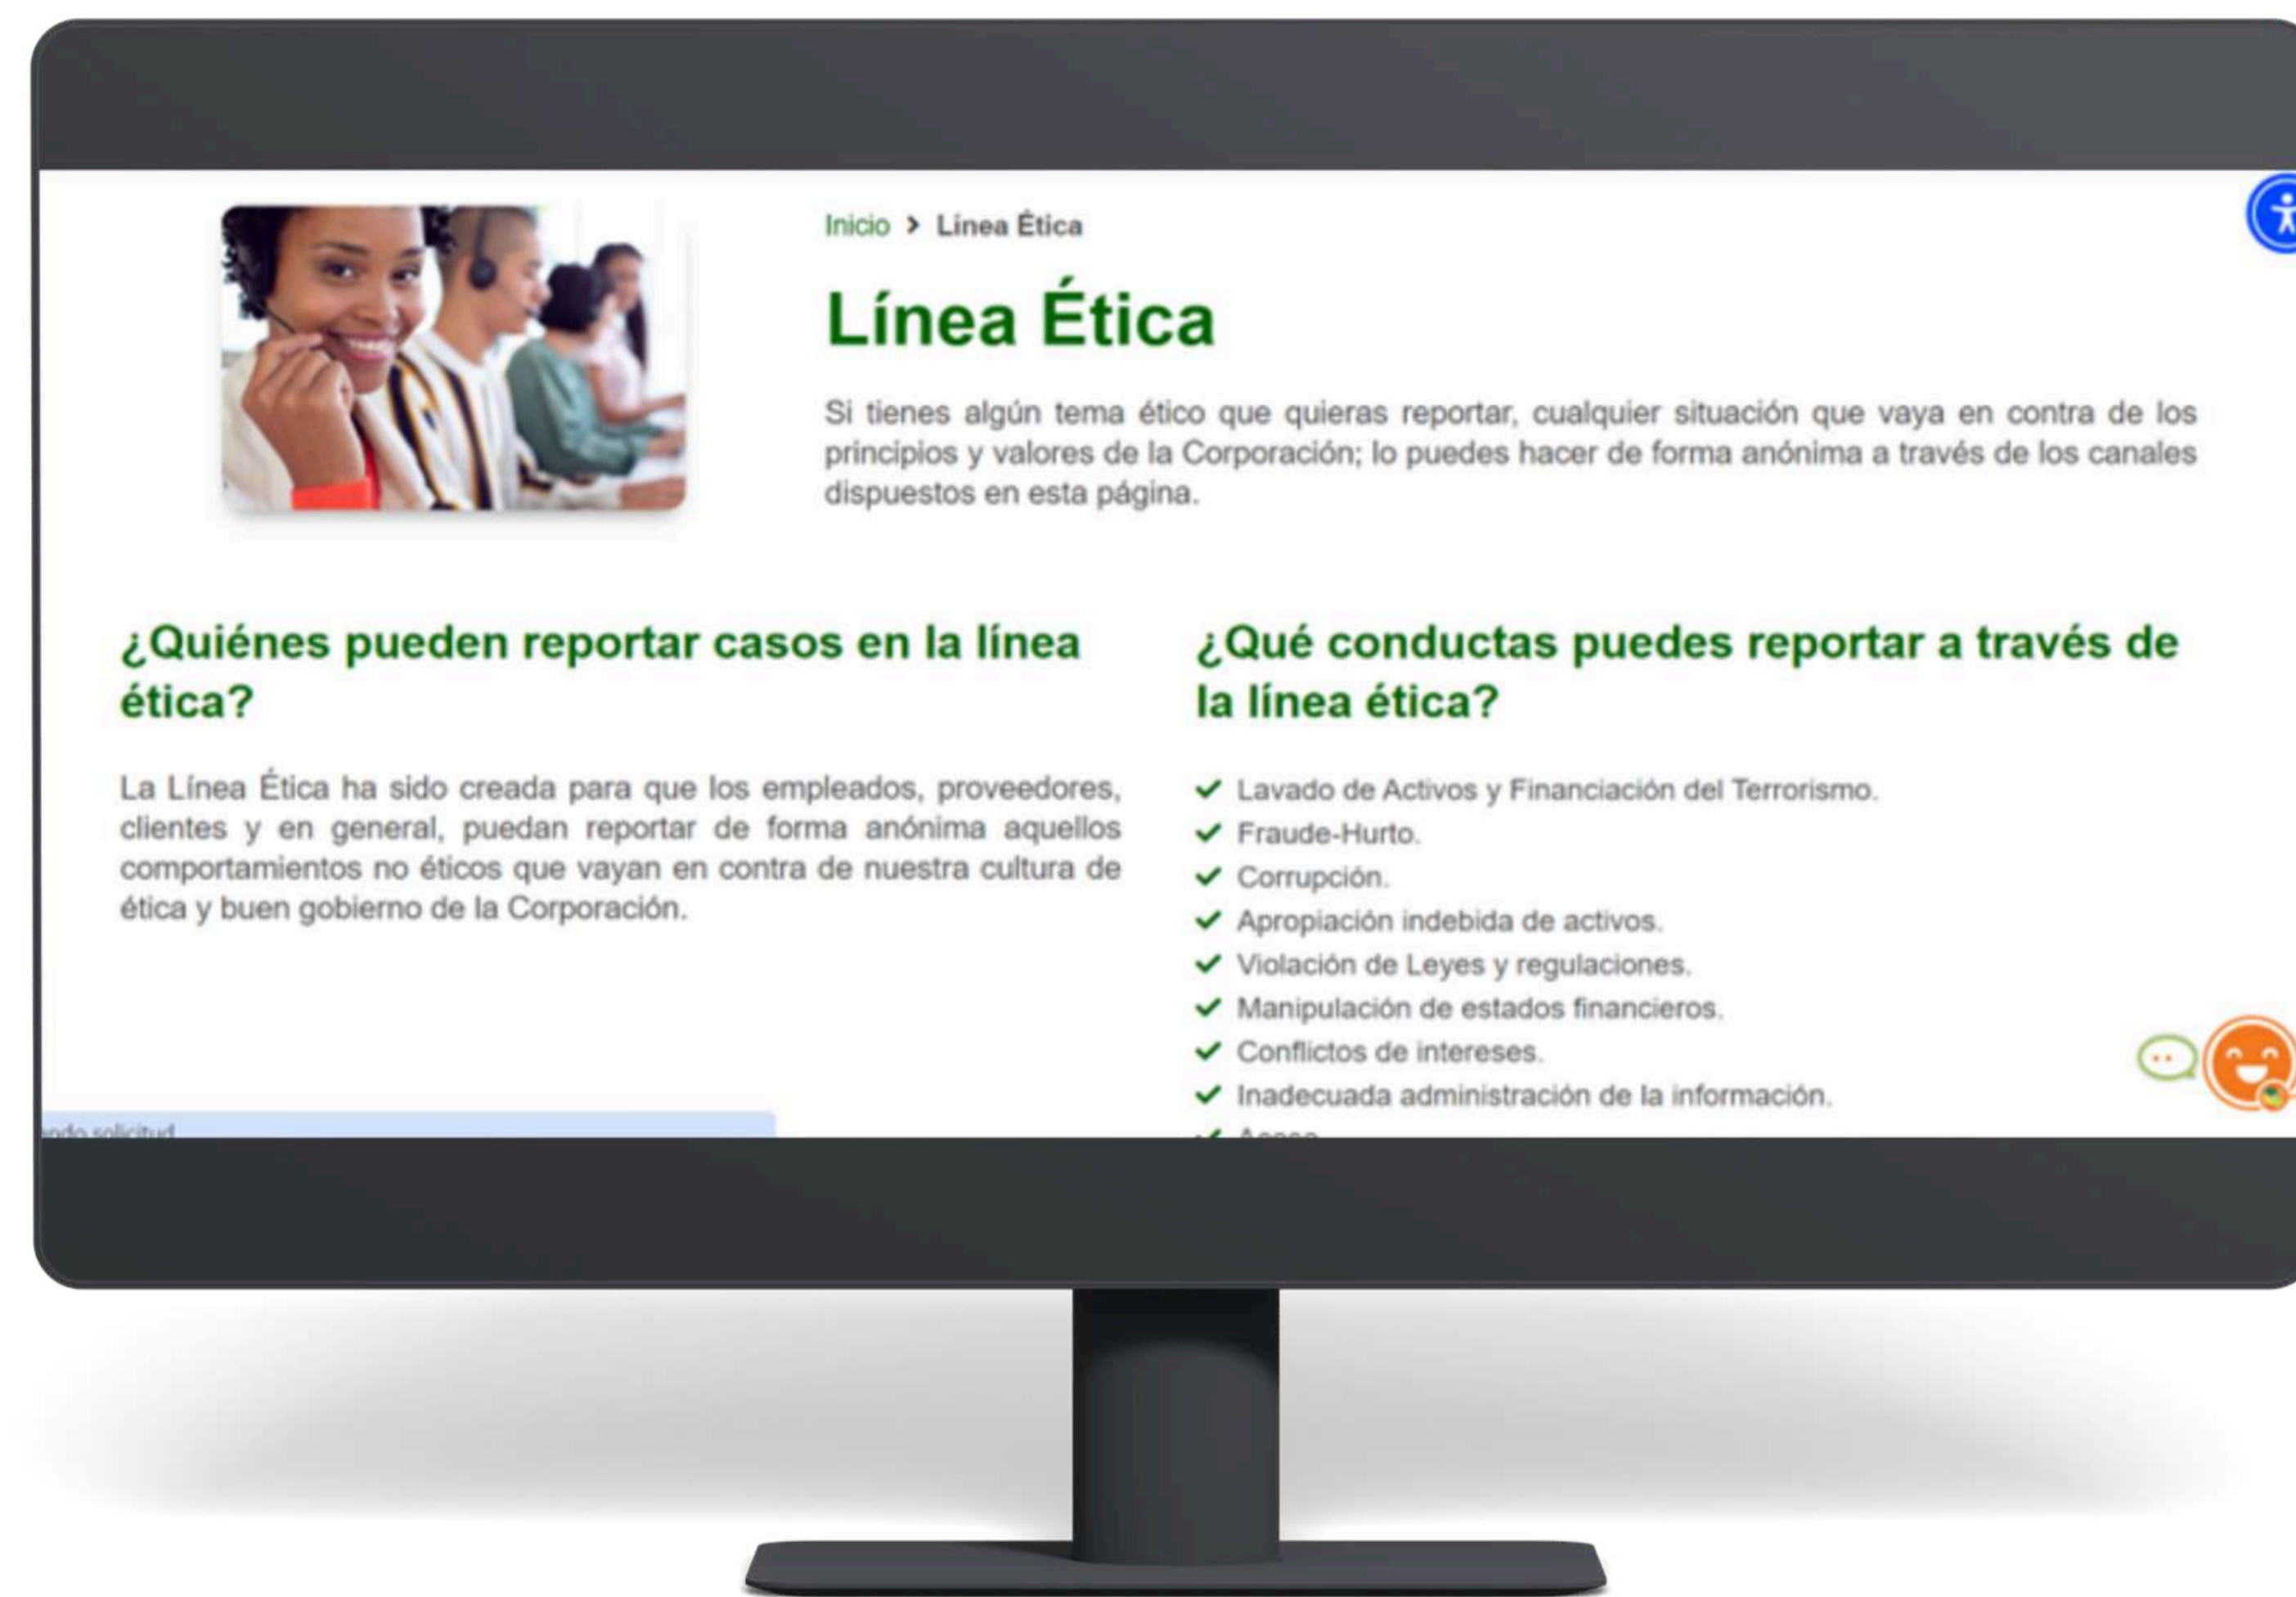 Inicio > Línea Ética
Línea Ética
Si tienes algún tema ético que quieras reportar, cualquier situación que vaya en contra de los
principios y valores de la Corporación; lo puedes hacer de forma anónima a través de los canales
dispuestos en esta página.
¿Quiénes pueden reportar casos en la línea
ética?
La Línea Ética ha sido creada para que los empleados, proveedores,
clientes y en general, puedan reportar de forma anónima aquellos
comportamientos no éticos que vayan en contra de nuestra cultura de
ética y buen gobierno de la Corporación.
¿Qué conductas puedes reportar a través de
la línea ética?
Lavado de Activos y Financiación del Terrorismo.
Fraude-Hurto.
Corrupción.
Apropiación indebida de activos.
Violación de Leyes y regulaciones.
Manipulación de estados financieros.
Conflictos de intereses.
Inadecuada administración de la información.
solicitud